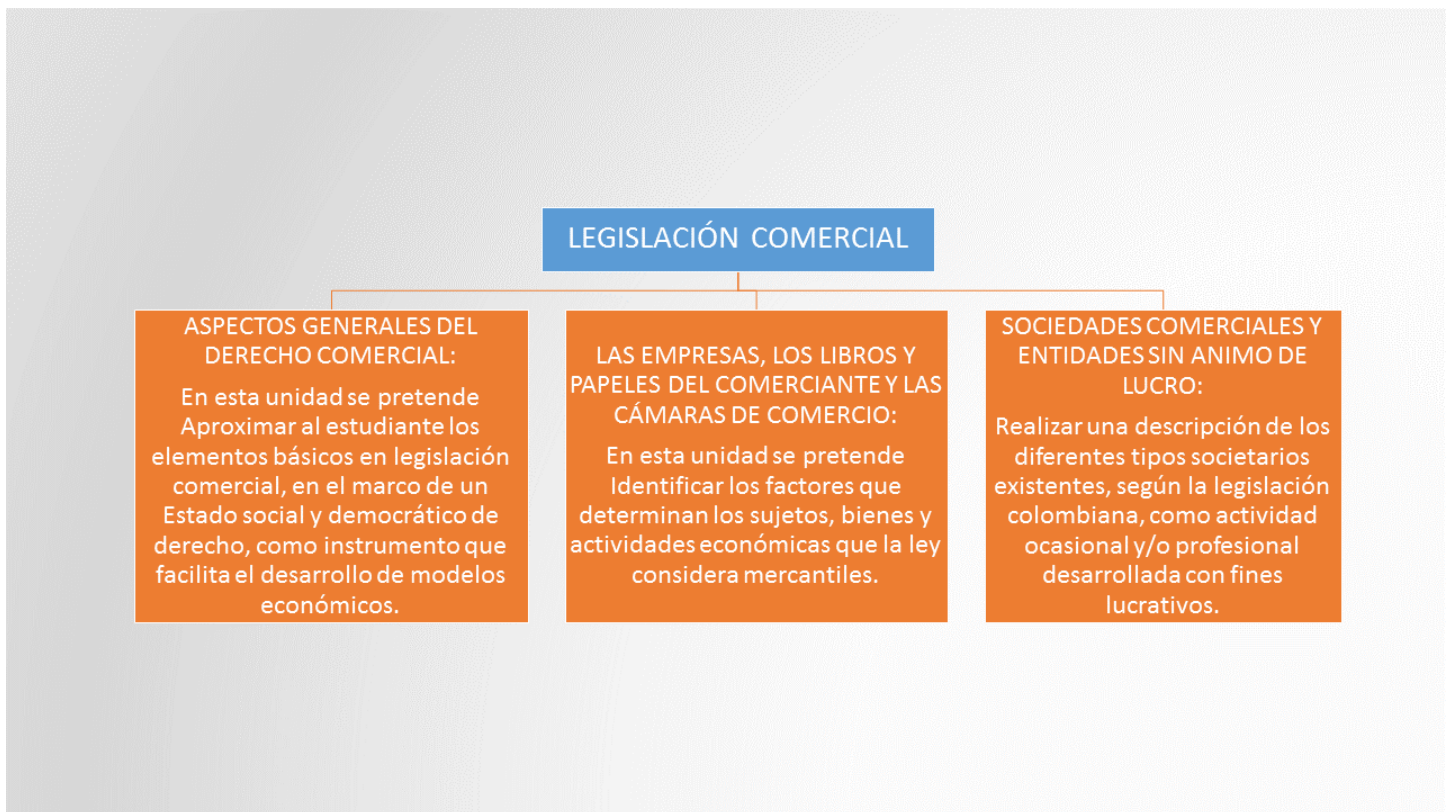 LEGISLACIÓN COMERCIAL
ASPECTOS GENERALES DEL
DERECHO COMERCIAL:
En esta unidad se pretende
Aproximar al estudiante los
elementos básicos en legislación
comercial, en el marco de un
Estado social y democrático de
derecho, como instrumento que
facilita el desarrollo de modelos
económicos.
LAS EMPRESAS, LOS LIBROS Y
PAPELES DEL COMERCIANTE Y LAS
CÁMARAS DE COMERCIO:
En esta unidad se pretende
Identificar los factores que
determinan los sujetos, bienes y
actividades económicas que la ley
considera mercantiles.
SOCIEDADES COMERCIALES Y
ENTIDADES SIN ANIMO DE
LUCRO:
Realizar una descripción de los
diferentes tipos societarios
existentes, según la legislación
colombiana, como actividad
ocasional y/o profesional
desarrollada con fines
lucrativos.